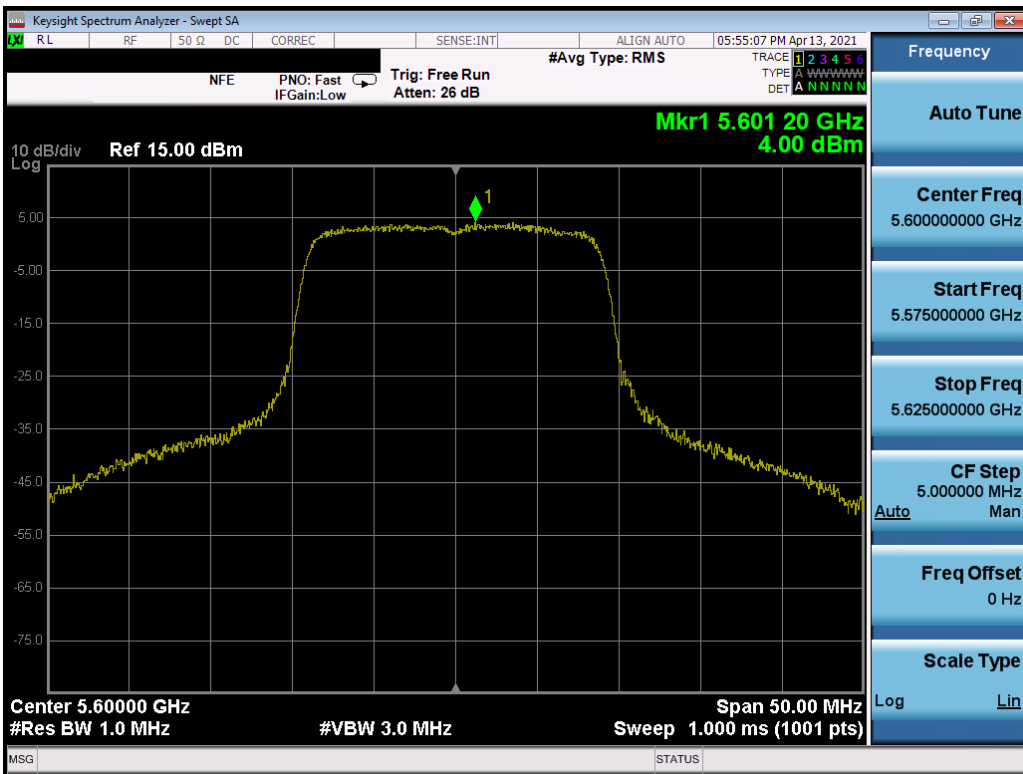 Keysight Spectrum Analyzer - Swept SA
LXI RL RF 50 Ω DC CORREC SENSE:INT ALIGN AUTO 05:55:07 PM Apr 13, 2021
Frequency
#Avg Type: RMS
TRACE 1 2 3 4 5 6
TYPE A WWWWW
DET A N N N N N
NFE
PNO: Fast
IFGain:Low
Trig: Free Run
Atten: 26 dB
Mkr1 5.601 20 GHz
4.00 dBm
10 dB/div
Log
Ref 15.00 dBm
1
5.00
-5.00
-15.0
-25.0
-35.0
-45.0
-55.0
-65.0
-75.0
Center 5.60000 GHz
Span 50.00 MHz
#Res BW 1.0 MHz
#VBW 3.0 MHz
Sweep 1.000 ms (1001 pts)
Auto Tune
Center Freq
5.600000000 GHz
Start Freq
5.575000000 GHz
Stop Freq
5.625000000 GHz
CF Step
5.000000 MHz
Auto Man
Freq Offset
0 Hz
Scale Type
Log Lin
MSG
STATUS